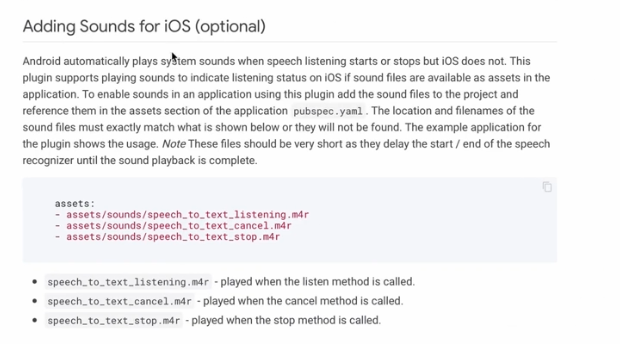 Adding Sounds for iOS (optional)
Android automatically plays system sounds when speech listening starts or stops but iOS does not. This
plugin supports playing sounds to indicate listening status on iOS if sound files are available as assets in the
application. To enable sounds in an application using this plugin add the sound files to the project and
reference them in the assets section of the application pubspec.yaml. The location and filenames of the
sound files must exactly match what is shown below or they will not be found. The example application for
the plugin shows the usage. Note These files should be very short as they delay the start / end of the speech
recognizer until the sound playback is complete.
assets:
- assets/sounds/speech_to_text_listening.m4r
- assets/sounds/speech_to_text_cancel.m4r
- assets/sounds/speech_to_text_stop.m4r
• speech_to_text_listening.m4r - played when the listen method is called.
• speech_to_text_cancel.m4r - played when the cancel method is called.
• speech_to_text_stop.m4r - played when the stop method is called.